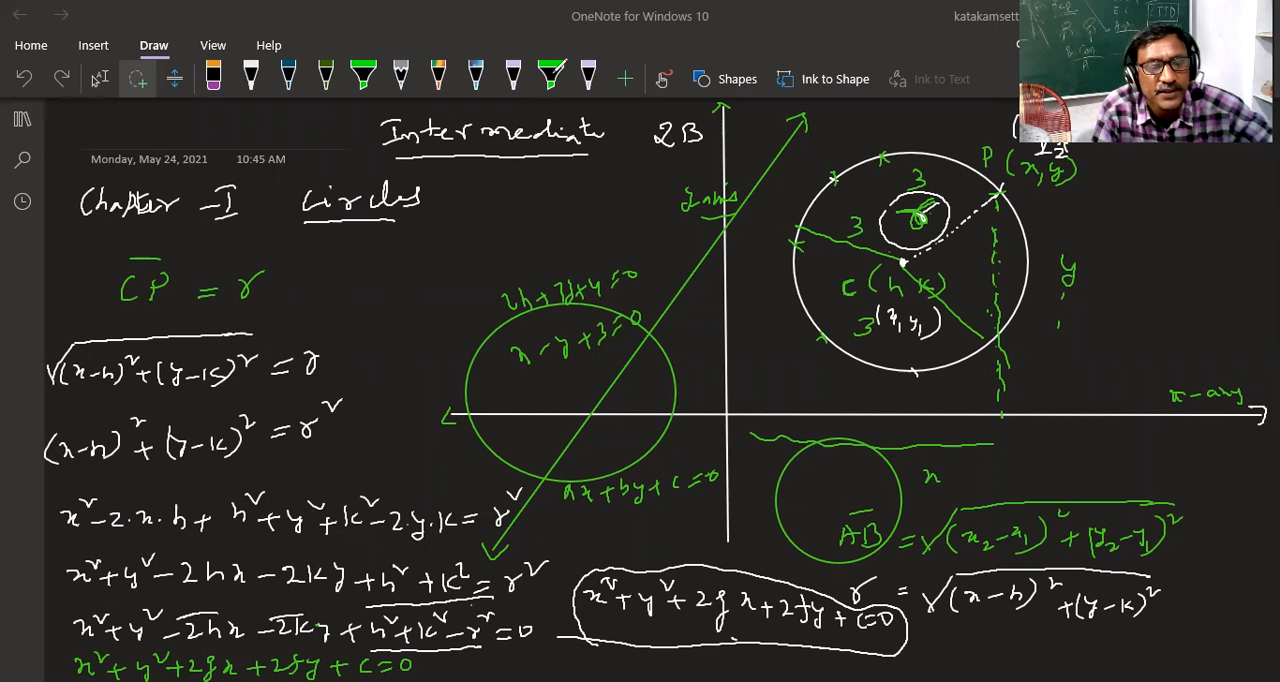 OneNote for Windows 10
katakamsett
Home Insert Draw View Help
Shapes Ink to Shape Ink to Text
Intermediate 2B
Monday, May 24, 2021 10:45 AM
Chapter - I Circles
y-axis
P (x, y)
3
3
C (h k)
3 (x, y₁)
y
x-axis
x
CP̅ = r
√(x-h)² + (y-k)² = r
(x-h)² + (y-k)² = r²
x² - 2.x.h + h² + y² + k² - 2.y.k = r²
x² + y² - 2hx - 2ky + h² + k² = r²
x² + y² - 2hx - 2ky + h² + k² - r² = 0
x² + y² + 2gx + 2fy + c = 0
x - y + 3 = 0
ax + by + c = 0
A̅B̅ = √(x₂-x₁)² + (y₂-y₁)²
r = √(x-h)² + (y-k)²
x² + y² + 2gx + 2fy + c = 0